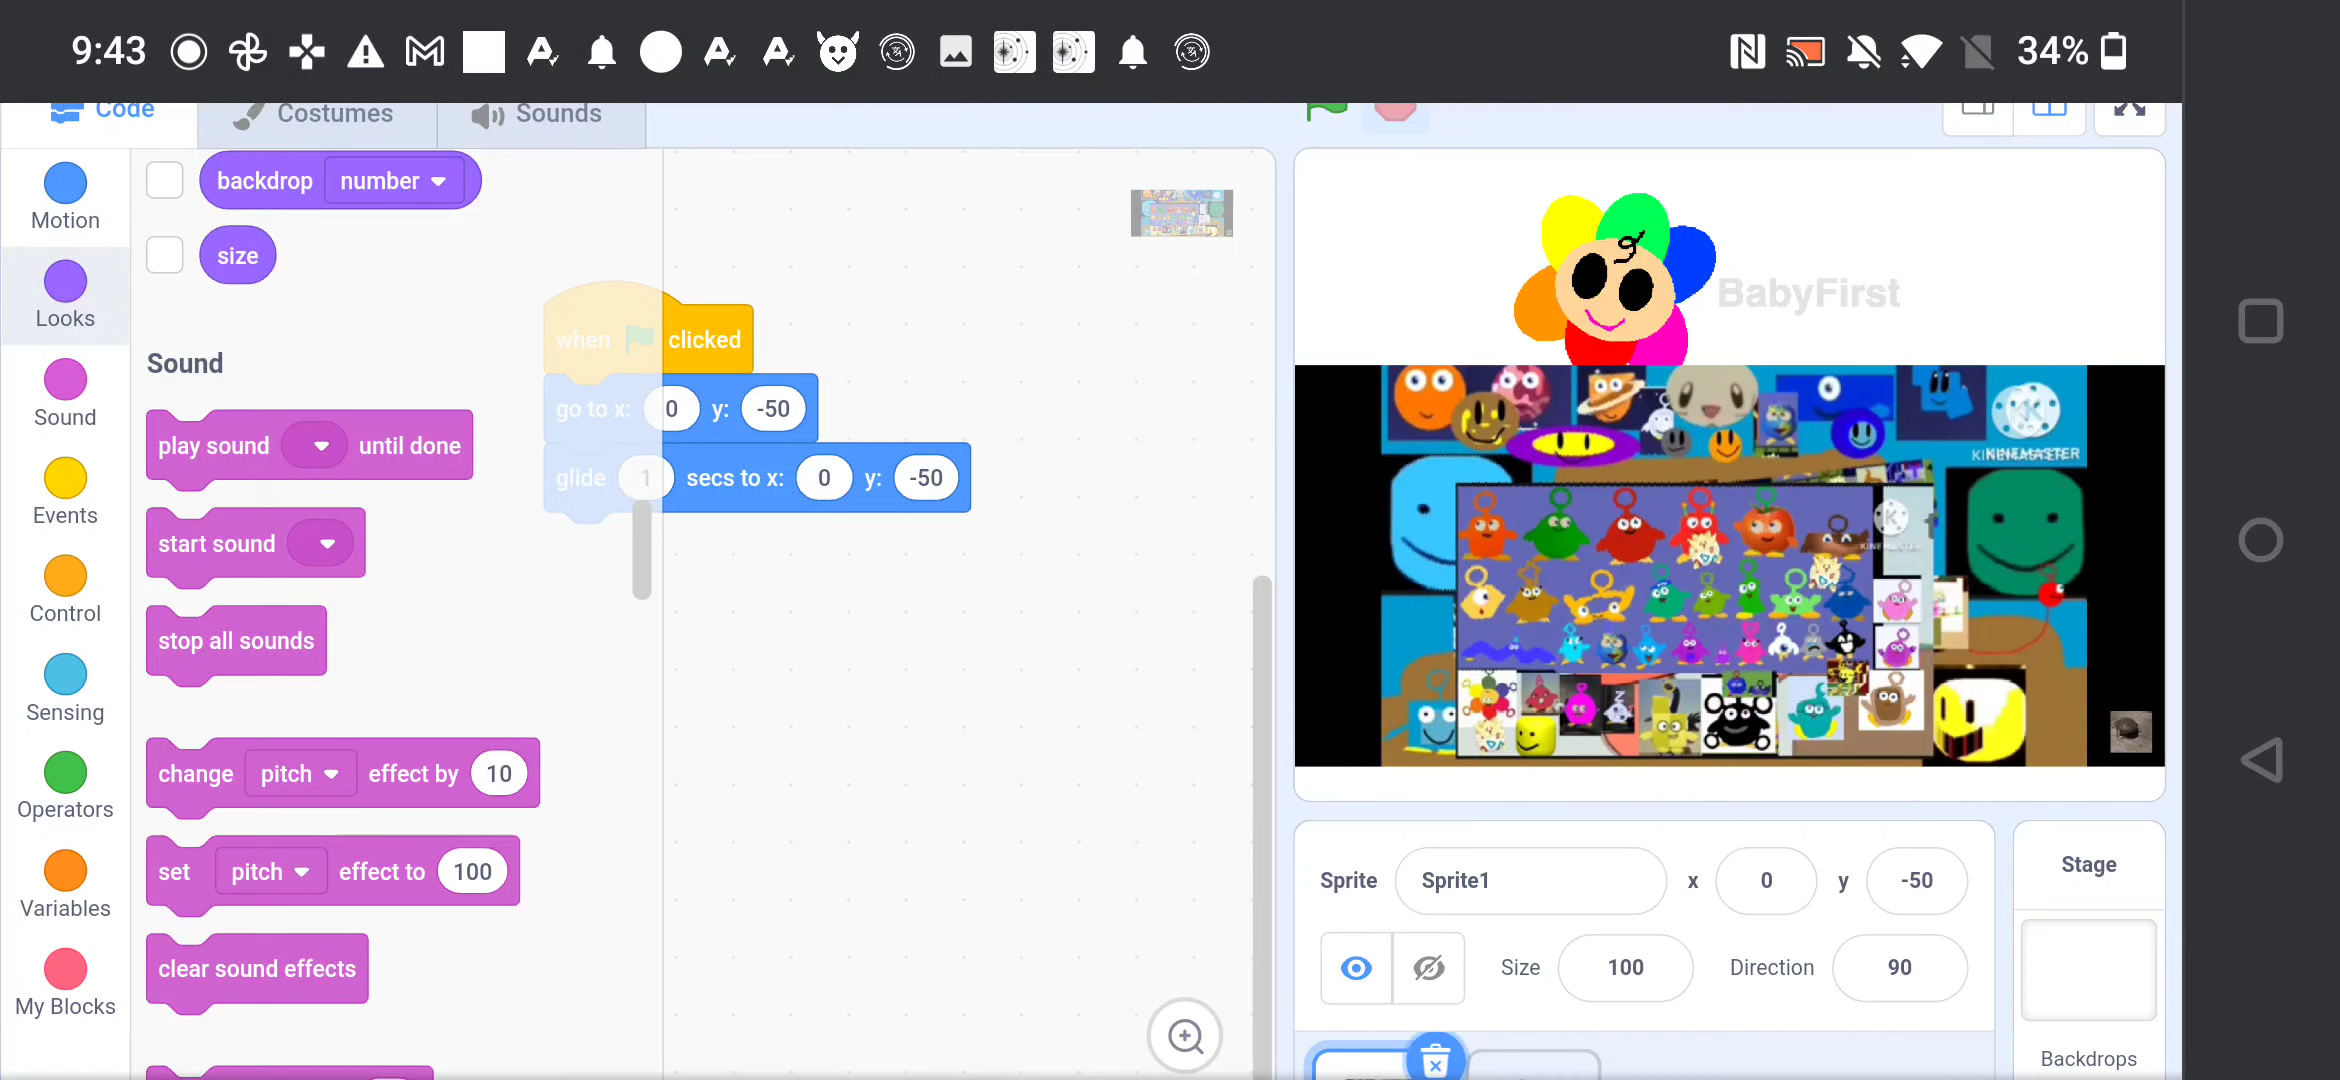 9:43
34%
Code
Costumes
Sounds
Motion
Looks
Sound
Events
Control
Sensing
Operators
Variables
My Blocks
backdrop number
size
Sound
play sound until done
start sound
stop all sounds
change pitch effect by 10
set pitch effect to 100
clear sound effects
when clicked
go to x: 0 y: -50
glide 1 secs to x: 0 y: -50
BabyFirst
KINEMASTER
KINEMASTER
Sprite Sprite1 x 0 y -50
Size 100 Direction 90
Stage
Backdrops